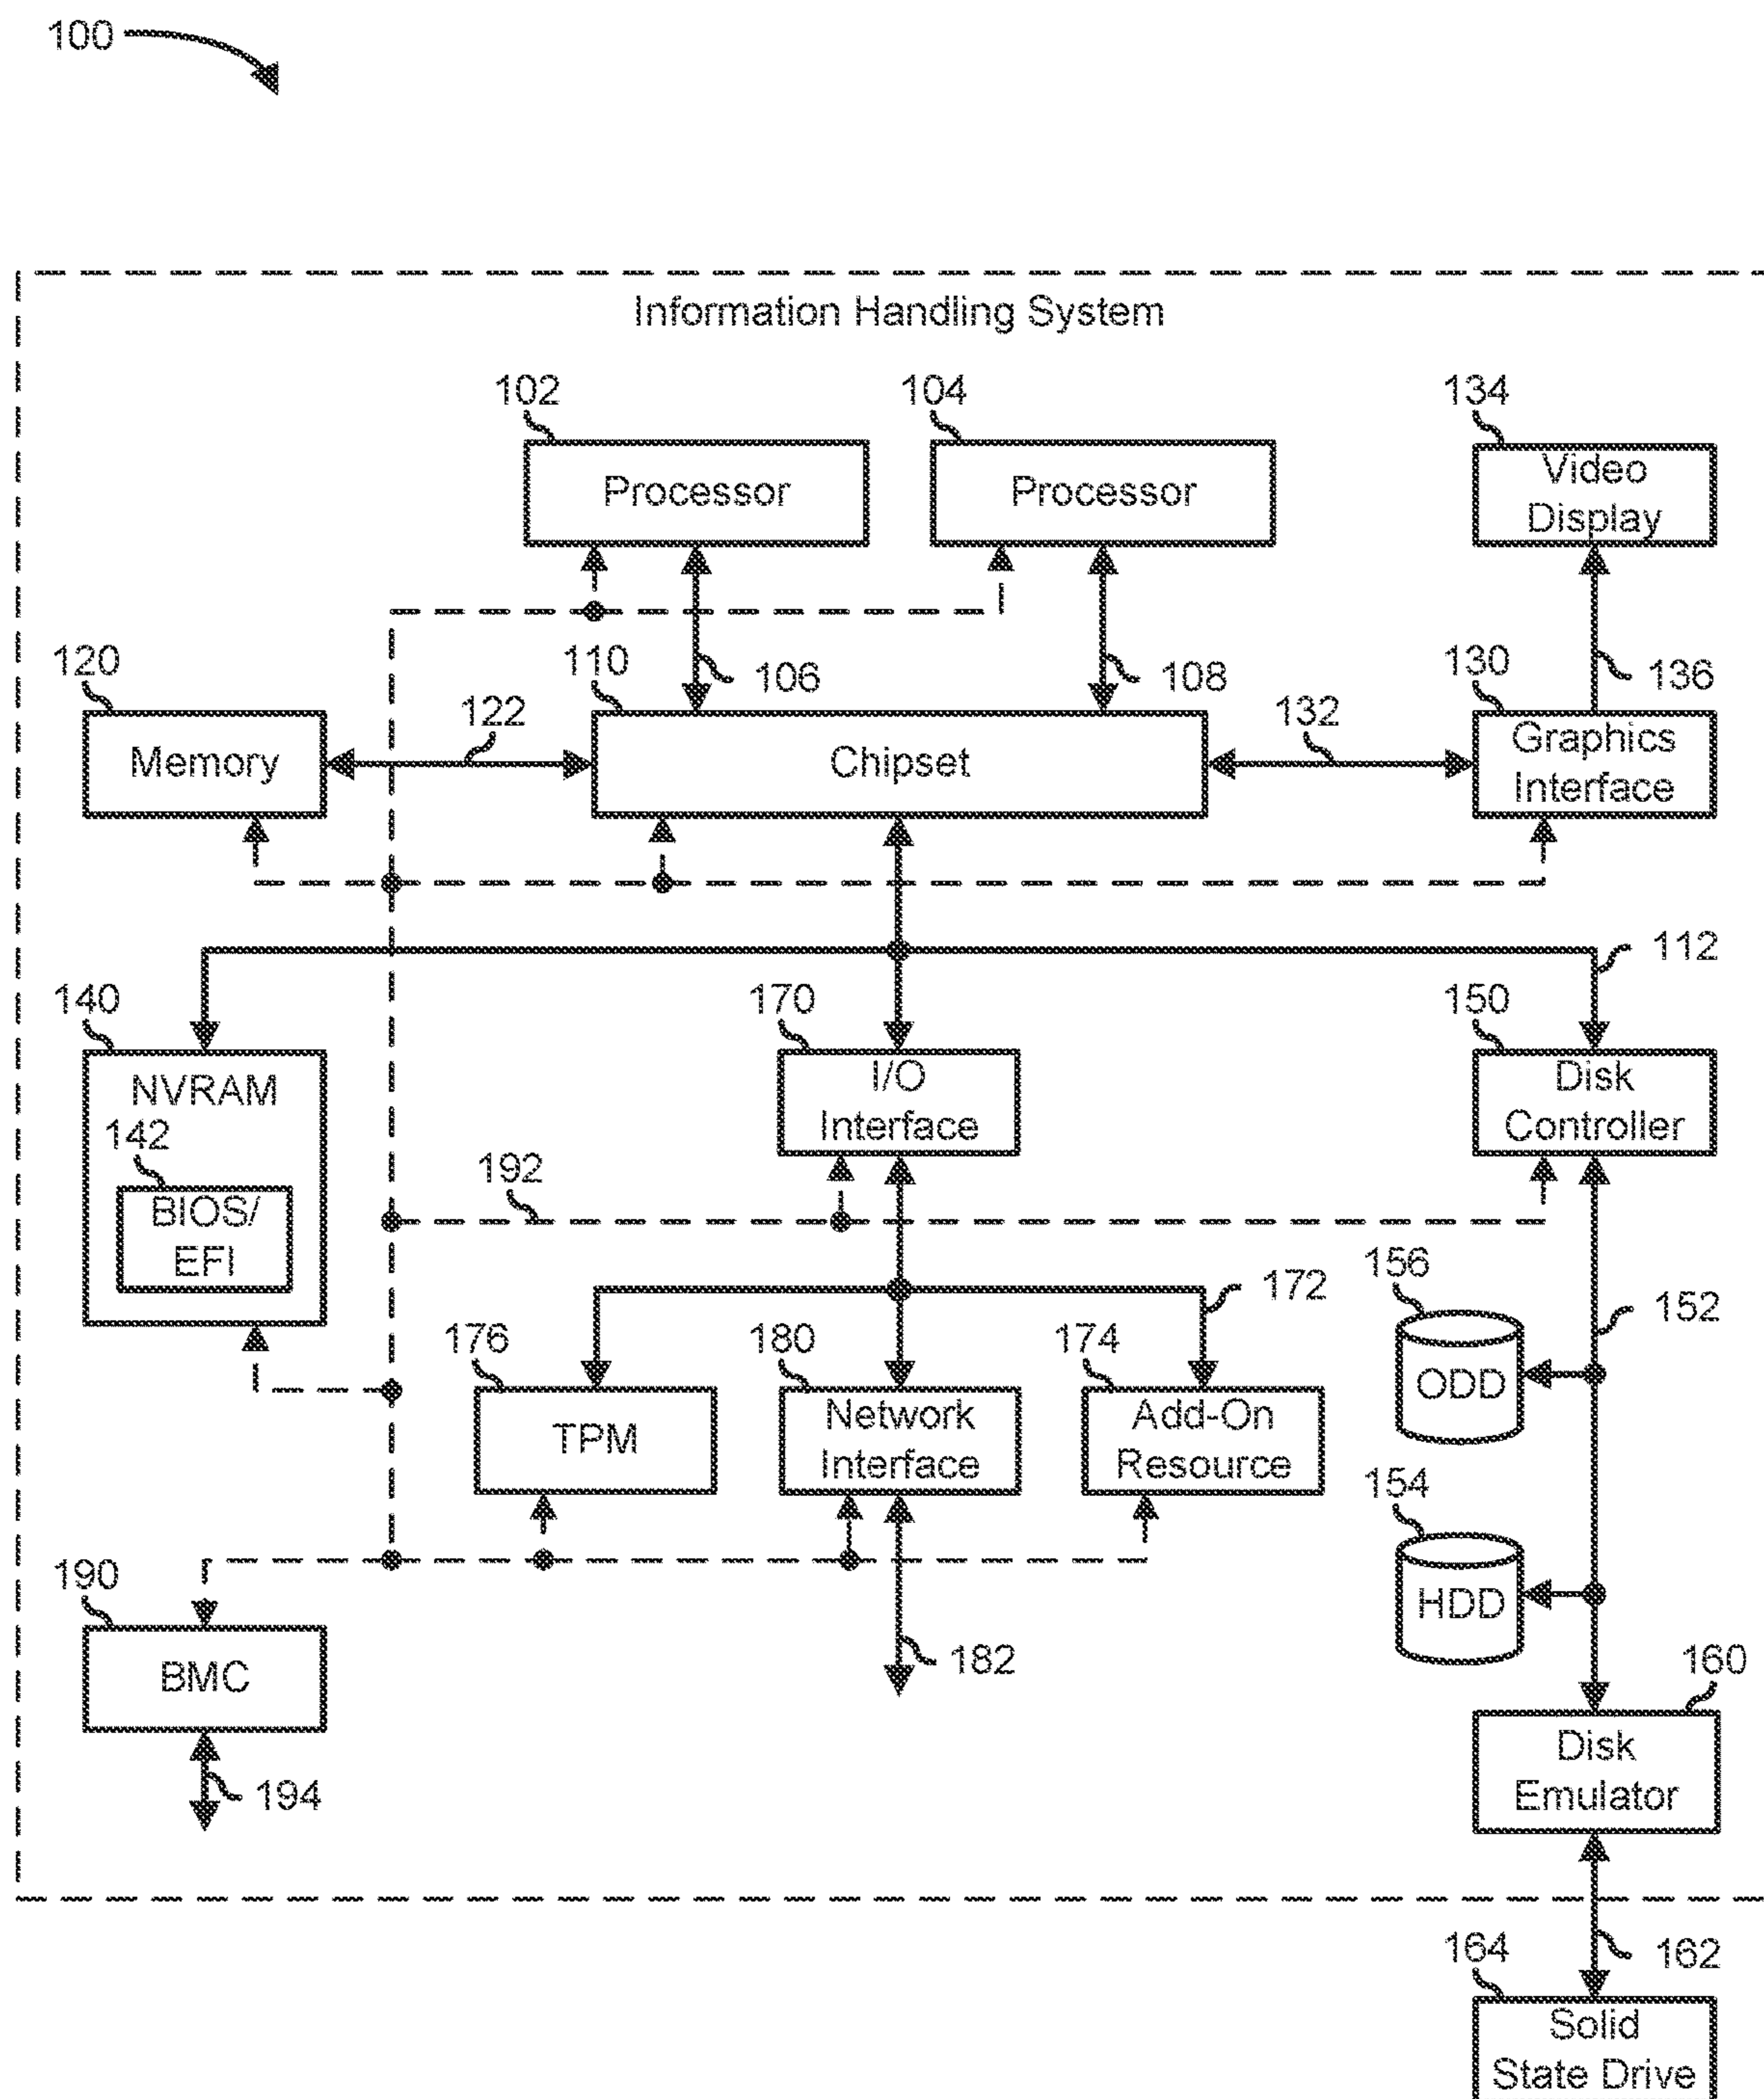 100
Information Handling System
102
104
134
Processor
Processor
Video
Display
120
110
106
108
130
136
122
132
Memory
Chipset
Graphics
Interface
112
140
170
150
NVRAM
I/O
Interface
Disk
Controller
142
BIOS/
EFI
192
156
172
152
176
180
174
ODD
TPM
Network
Interface
Add-On
Resource
154
HDD
190
BMC
182
160
Disk
Emulator
194
164
162
Solid
State Drive